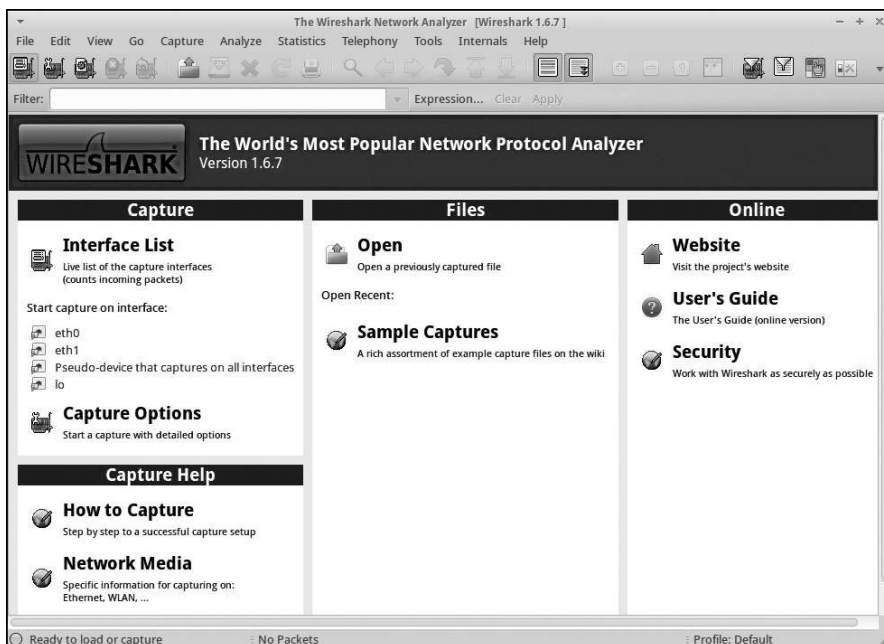 The Wireshark Network Analyzer [Wireshark 1.6.7 ]
File Edit View Go Capture Analyze Statistics Telephony Tools Internals Help
Filter: Expression... Clear Apply
WIRESHARK
The World's Most Popular Network Protocol Analyzer
Version 1.6.7
Capture
Interface List
Live list of the capture interfaces
(counts incoming packets)
Start capture on interface:
eth0
eth1
Pseudo-device that captures on all interfaces
lo
Capture Options
Start a capture with detailed options
Capture Help
How to Capture
Step by step to a successful capture setup
Network Media
Specific information for capturing on:
Ethernet, WLAN, ...
Files
Open
Open a previously captured file
Open Recent:
Sample Captures
A rich assortment of example capture files on the wiki
Online
Website
Visit the project's website
User's Guide
The User's Guide (online version)
Security
Work with Wireshark as securely as possible
Ready to load or capture
No Packets
Profile: Default